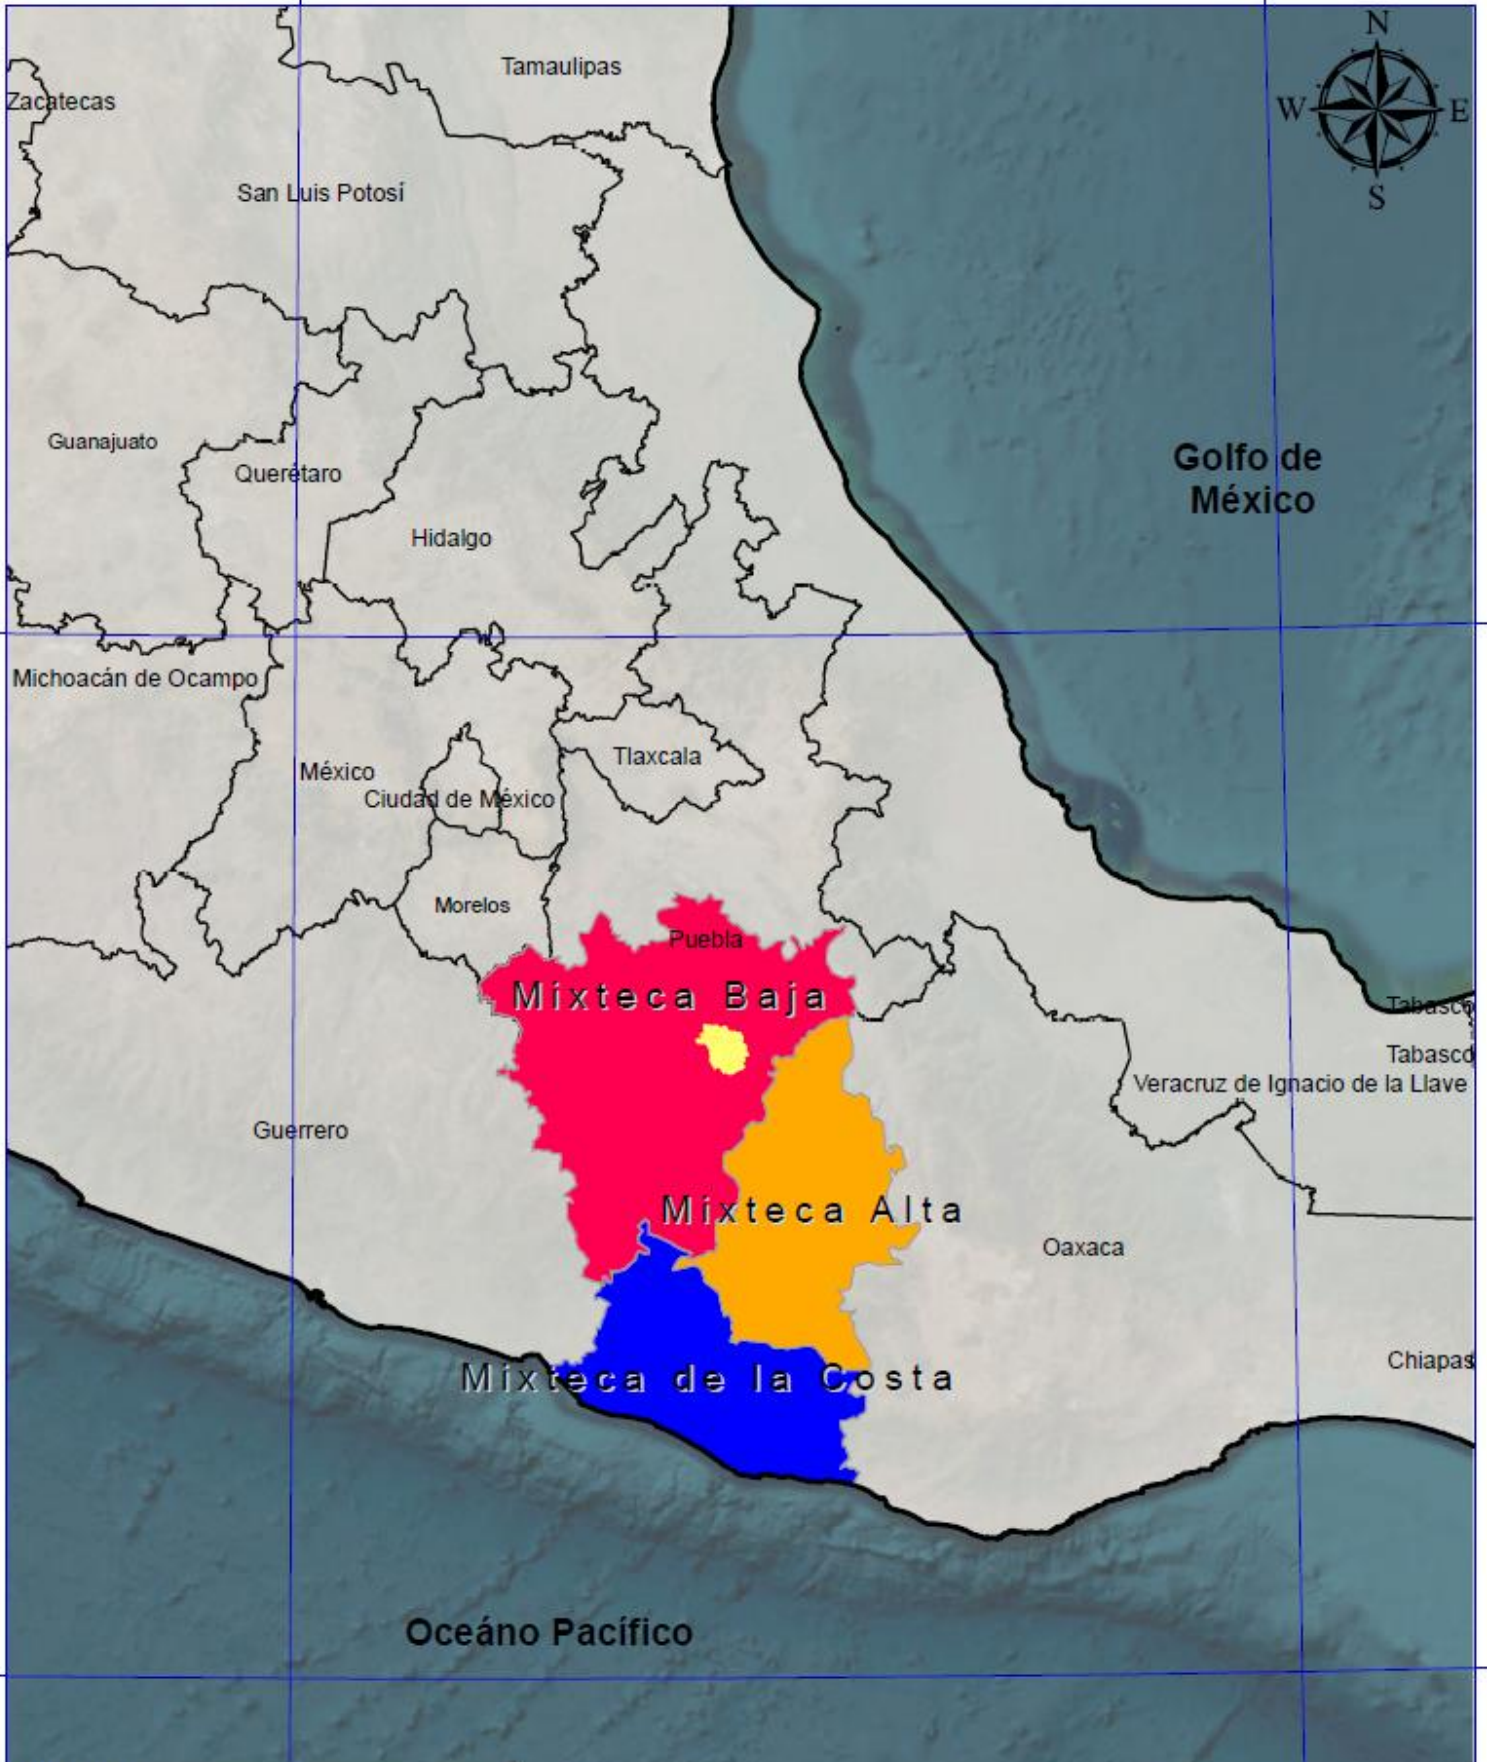 N
Tamaulipas
Zacatecas
W
E
San Luis Potosí
S
Guanajuato
Golfo de
México
Querétaro
Hidalgo
Michoacán de Ocampo
Tlaxcala
México
Ciudad de México
Morelos
Puebla
Mixteca Baja
Tabasco
Tabasco
Veracruz de Ignacio de la Llave
Guerrero
Mixteca Alta
Oaxaca
Chiapas
Mixteca de la Costa
Oceáno Pacífico